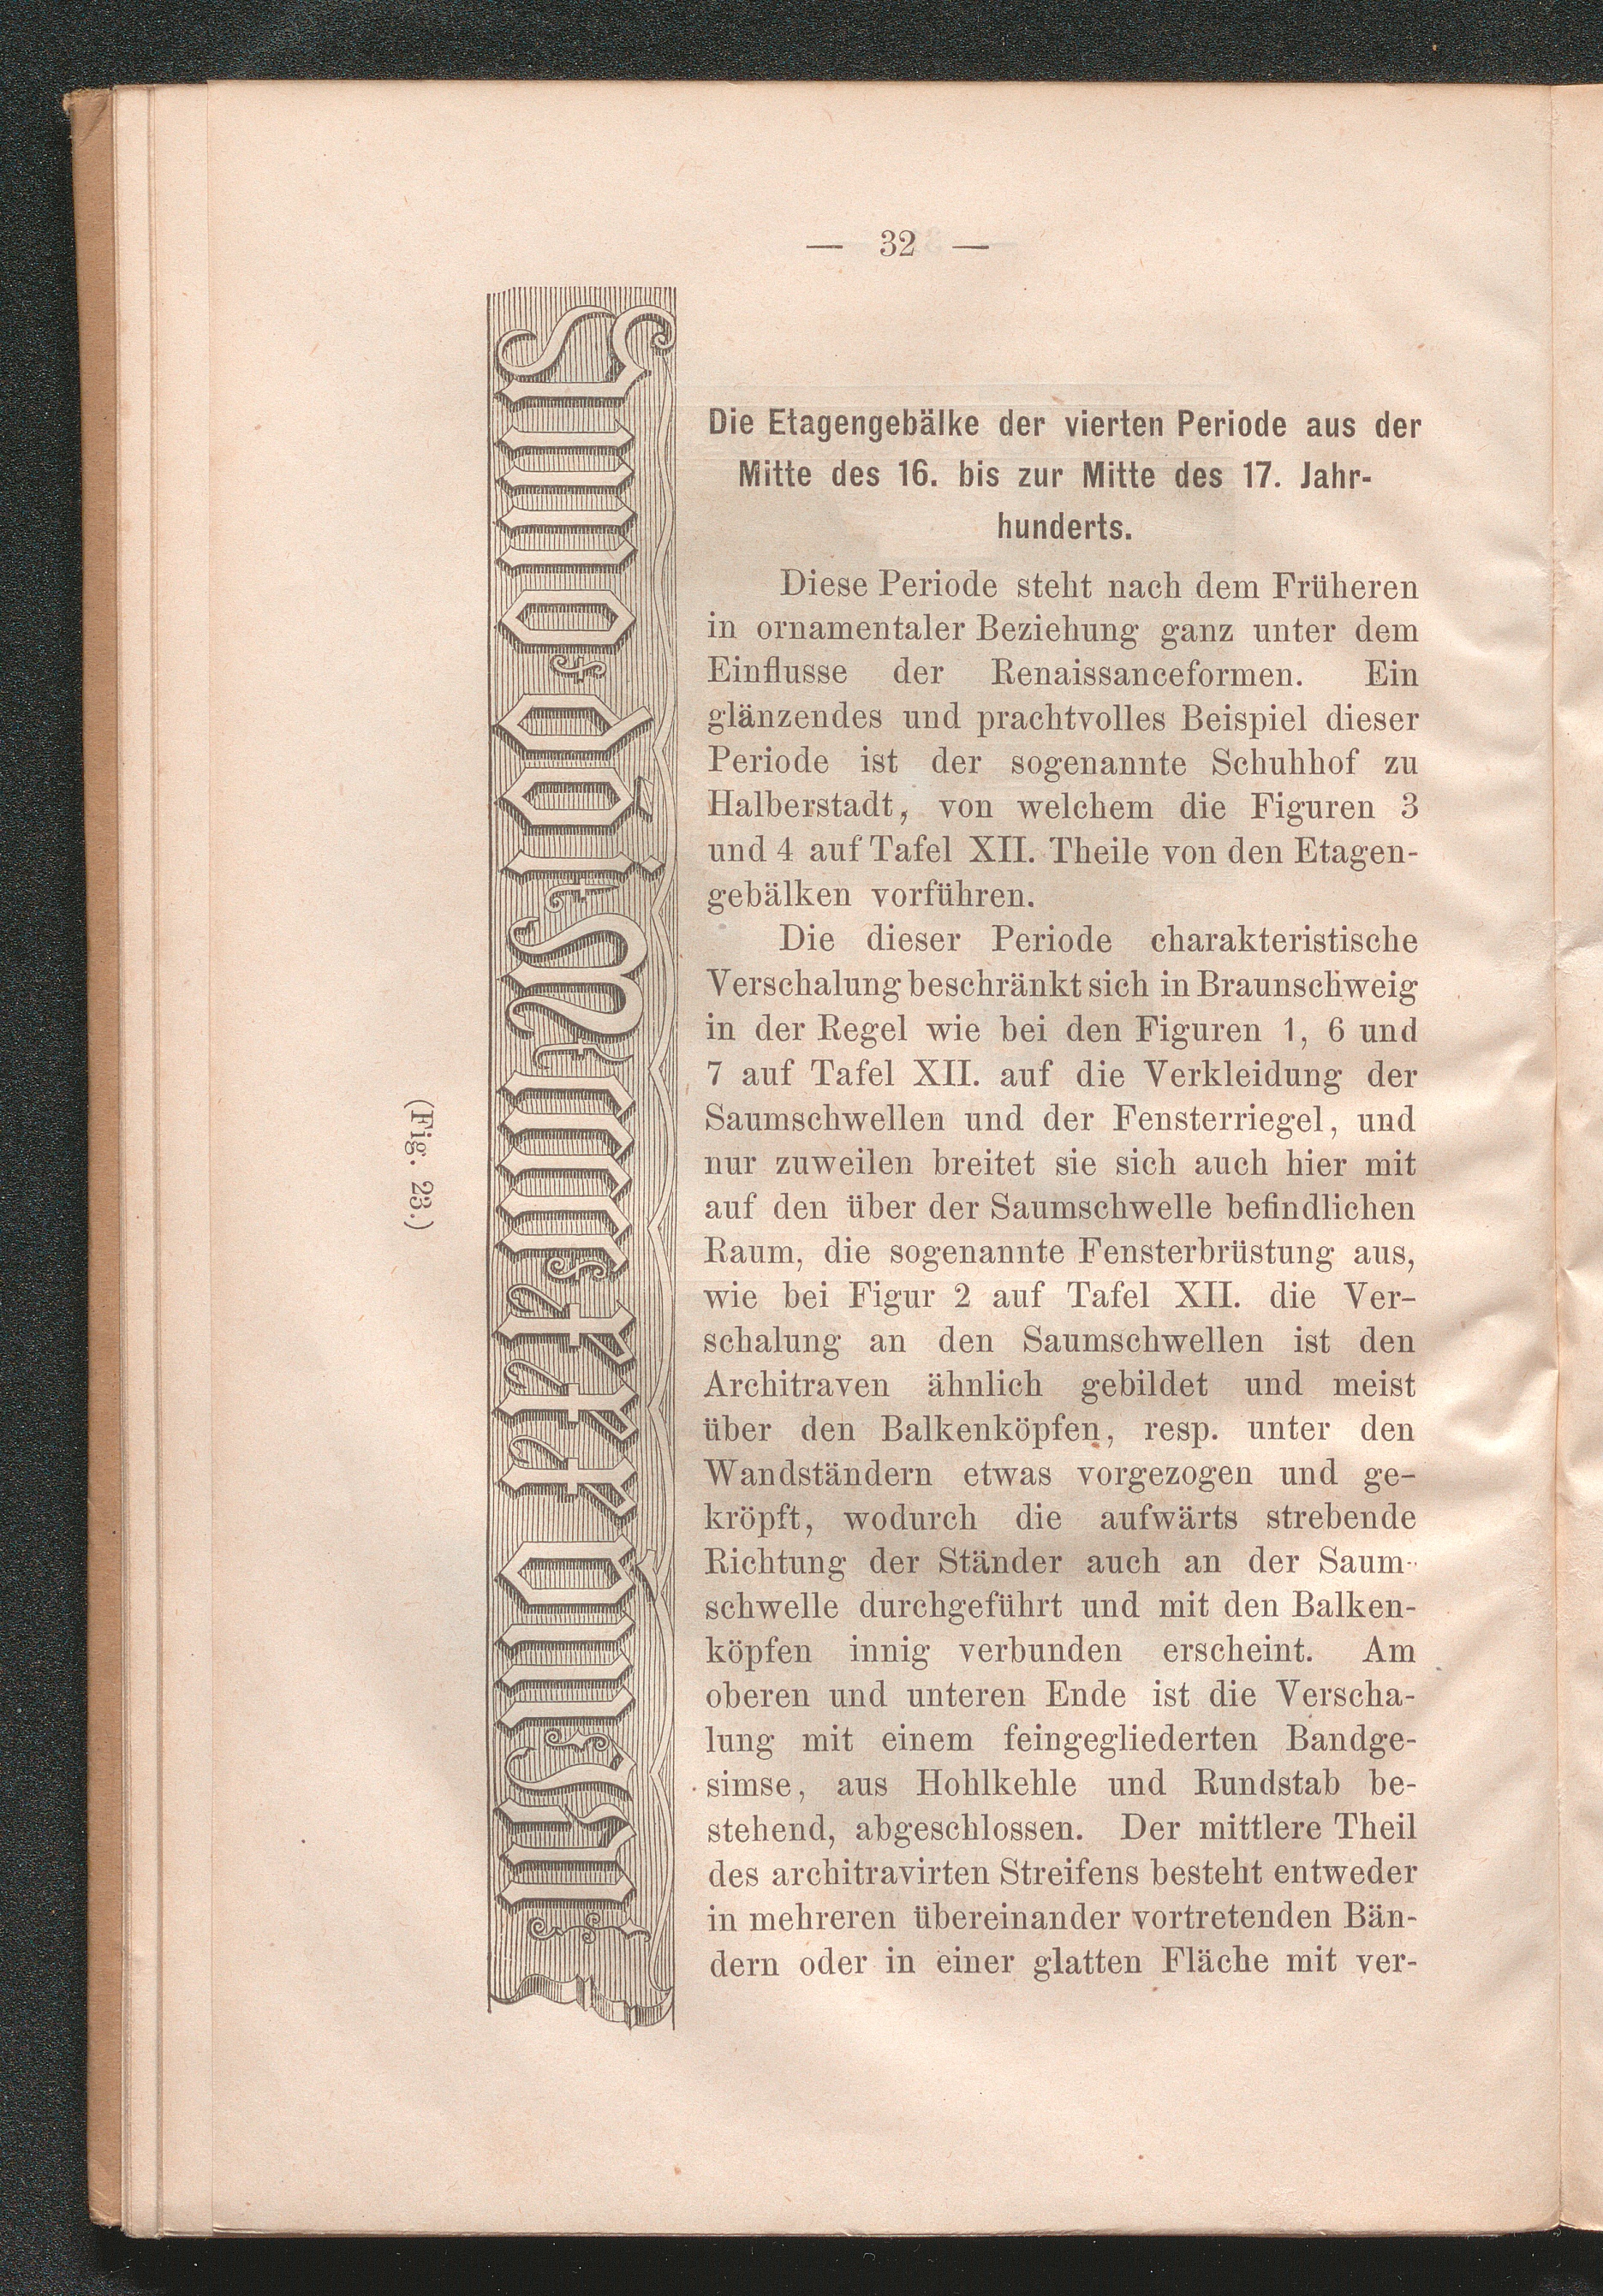 — 32 —
Die Etagengebälke der vierten Periode aus der
Mitte des 16. bis zur Mitte des 17. Jahr-
hunderts.
Diese Periode steht nach dem Früheren
in ornamentaler Beziehung ganz unter dem
Einflusse der Renaissanceformen. Ein
glänzendes und prachtvolles Beispiel dieser
Periode ist der sogenannte Schuhhof zu
Halberstadt, von welchem die Figuren 3
und 4 auf Tafel XII. Theile von den Etagen-
gebälken vorführen.
Die dieser Periode charakteristische
Verschalung beschränkt sich in Braunschweig
in der Regel wie bei den Figuren 1, 6 und
7 auf Tafel XII. auf die Verkleidung der
Saumschwellen und der Fensterriegel, und
nur zuweilen breitet sie sich auch hier mit
auf den über der Saumschwelle befindlichen
Raum, die sogenannte Fensterbrüstung aus,
wie bei Figur 2 auf Tafel XII. die Ver-
schalung an den Saumschwellen ist den
Architraven ähnlich gebildet und meist
über den Balkenköpfen, resp. unter den
Wandständern etwas vorgezogen und ge-
kröpft, wodurch die aufwärts strebende
Richtung der Ständer auch an der Saum-
schwelle durchgeführt und mit den Balken-
köpfen innig verbunden erscheint. Am
oberen und unteren Ende ist die Verscha-
lung mit einem feingegliederten Bandge-
simse, aus Hohlkehle und Rundstab be-
stehend, abgeschlossen. Der mittlere Theil
des architravirten Streifens besteht entweder
in mehreren übereinander vortretenden Bän-
dern oder in einer glatten Fläche mit ver-
(Fig. 23.)